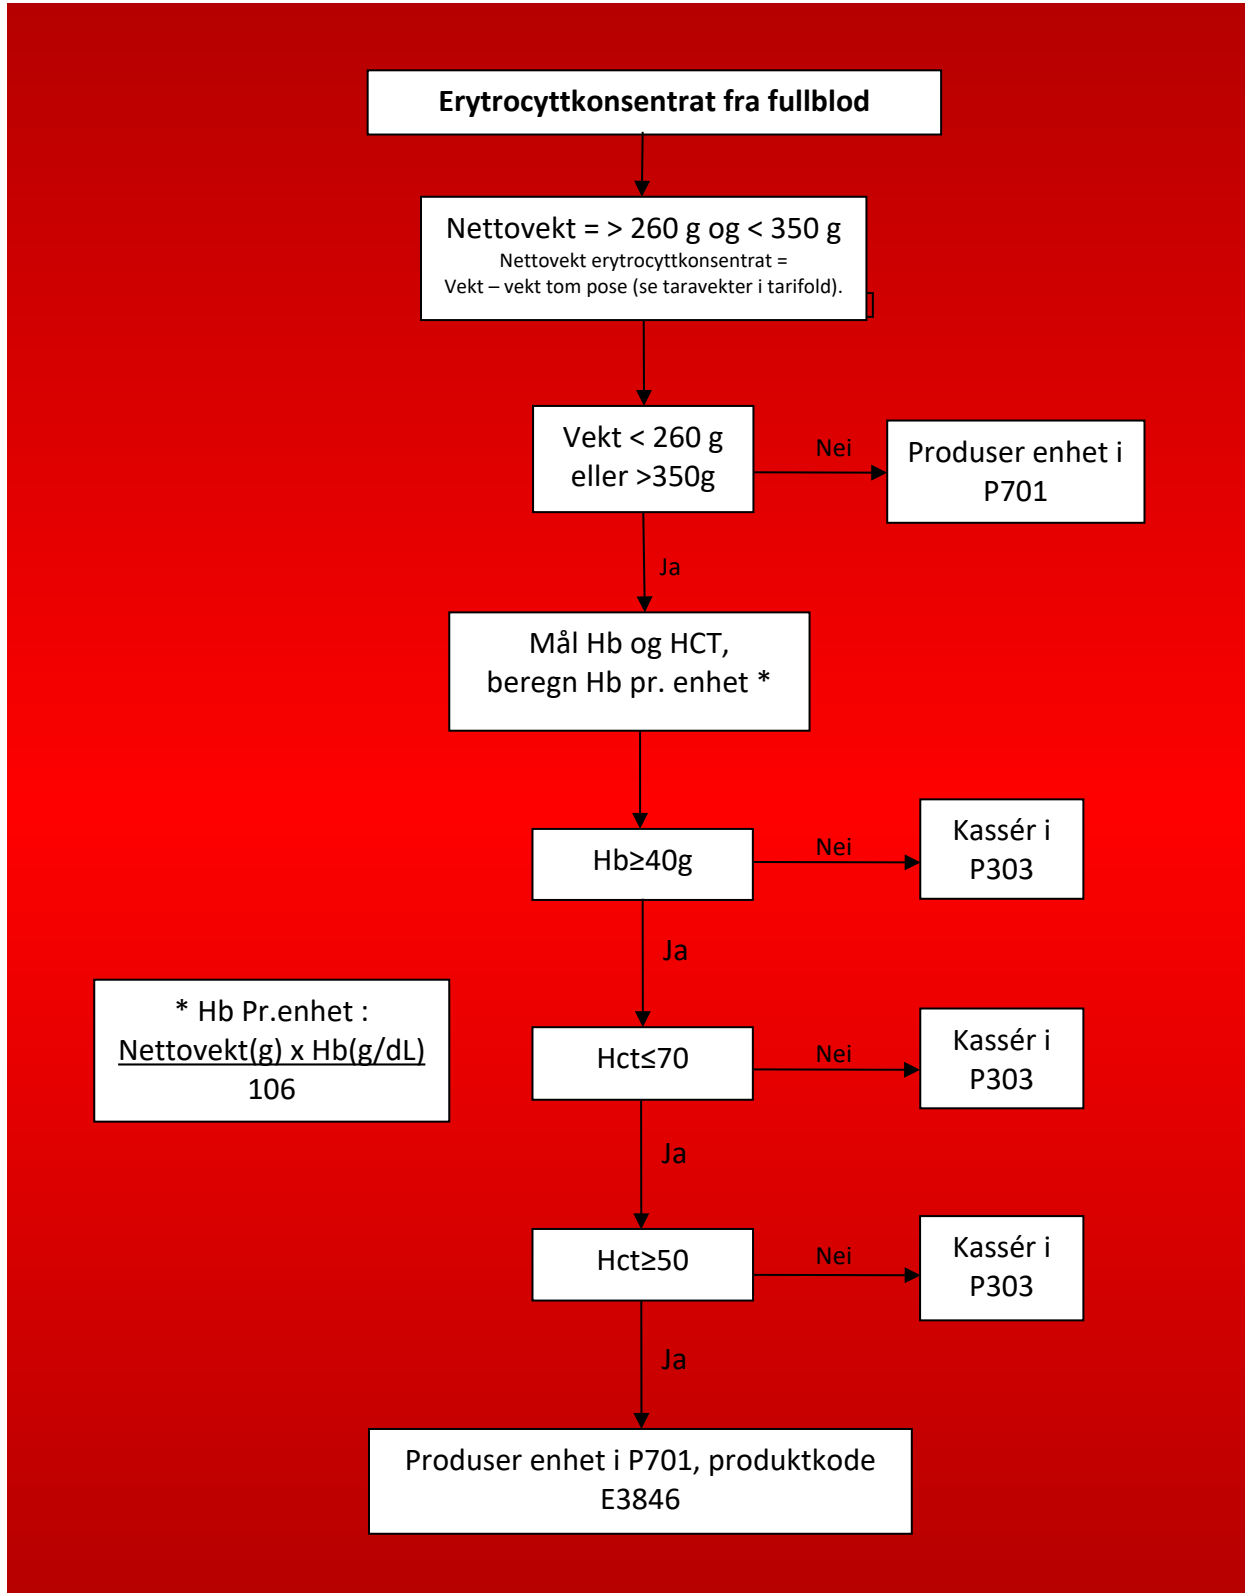 Erytrocyttkonsentrat fra fullblod
Nettovekt = > 260 g og < 350 g
Nettovekt erytrocyttkonsentrat =
Vekt – vekt tom pose (se taravekter i tarifold).
Vekt < 260 g
eller >350g
Nei
Produser enhet i
P701
Ja
Mål Hb og HCT,
beregn Hb pr. enhet *
Hb≥40g
Nei
Kassér i
P303
Ja
* Hb Pr.enhet :
Nettovekt(g) x Hb(g/dL)
106
Hct≤70
Nei
Kassér i
P303
Ja
Hct≥50
Nei
Kassér i
P303
Ja
Produser enhet i P701, produktkode
E3846